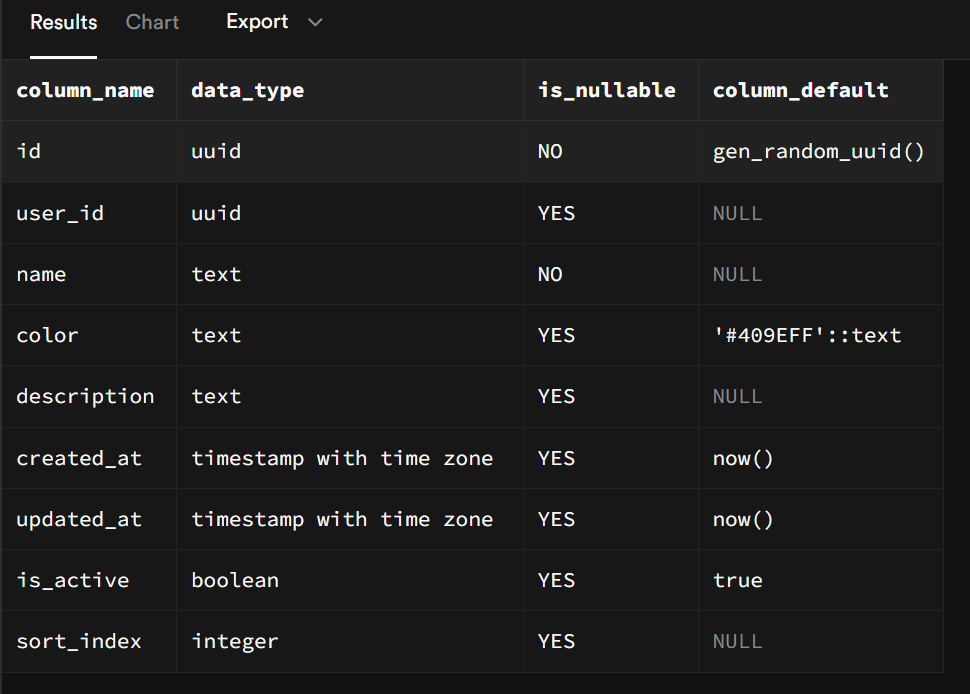 Results Chart Export
column_name data_type is_nullable column_default
id uuid NO gen_random_uuid()
user_id uuid YES NULL
name text NO NULL
color text YES '#409EFF'::text
description text YES NULL
created_at timestamp with time zone YES now()
updated_at timestamp with time zone YES now()
is_active boolean YES true
sort_index integer YES NULL